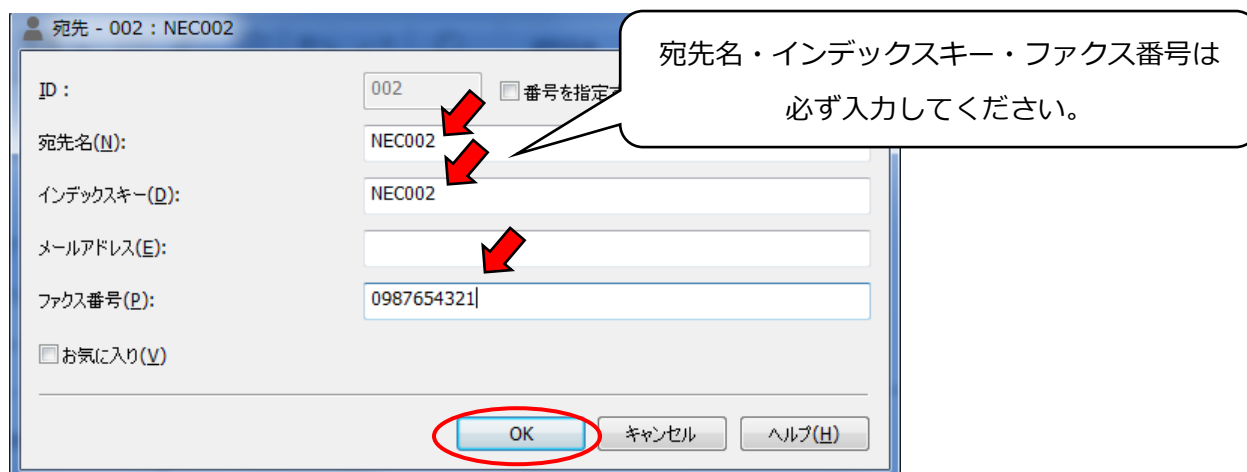 宛先 - 002 : NEC002
宛先名・インデックスキー・ファクス番号は
必ず入力してください。
ID :
002
番号を指定
宛先名(N):
NEC002
インデックスキー(D):
NEC002
メールアドレス(E):
ファクス番号(P):
0987654321
お気に入り(V)
OK
キャンセル
ヘルプ(H)